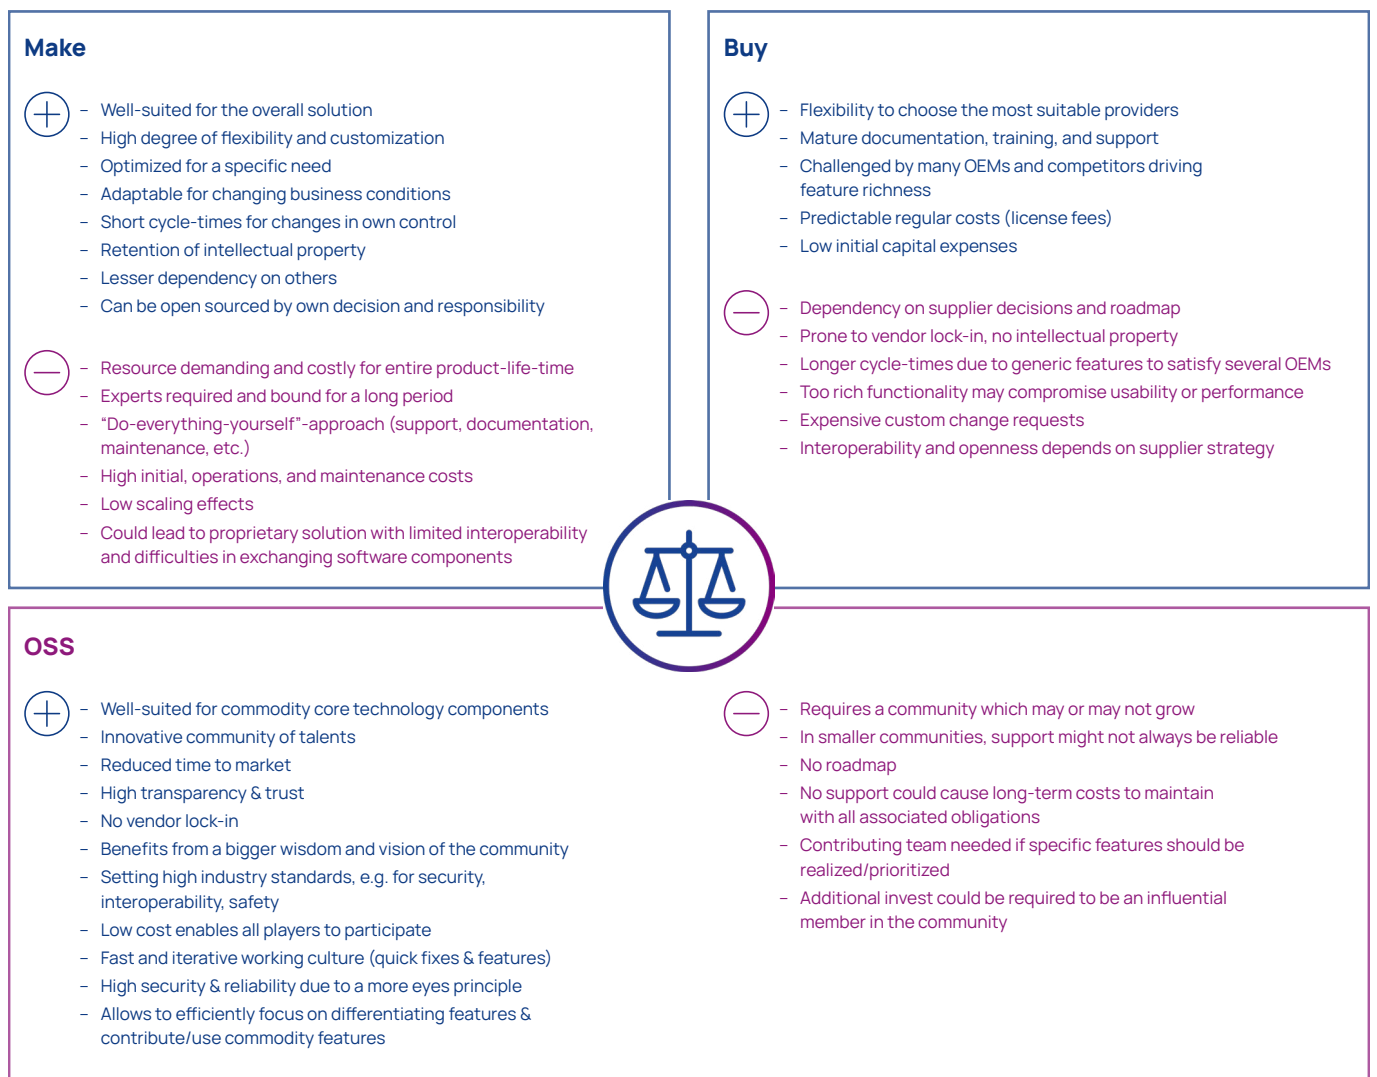 Make
– Well-suited for the overall solution
– High degree of flexibility and customization
– Optimized for a specific need
– Adaptable for changing business conditions
– Short cycle-times for changes in own control
– Retention of intellectual property
– Lesser dependency on others
– Can be open sourced by own decision and responsibility
– Resource demanding and costly for entire product-life-time
– Experts required and bound for a long period
– “Do-everything-yourself”-approach (support, documentation,
maintenance, etc.)
– High initial, operations, and maintenance costs
– Low scaling effects
– Could lead to proprietary solution with limited interoperability
and difficulties in exchanging software components
Buy
– Flexibility to choose the most suitable providers
– Mature documentation, training, and support
– Challenged by many OEMs and competitors driving
feature richness
– Predictable regular costs (license fees)
– Low initial capital expenses
– Dependency on supplier decisions and roadmap
– Prone to vendor lock-in, no intellectual property
– Longer cycle-times due to generic features to satisfy several OEMs
– Too rich functionality may compromise usability or performance
– Expensive custom change requests
– Interoperability and openness depends on supplier strategy
OSS
– Well-suited for commodity core technology components
– Innovative community of talents
– Reduced time to market
– High transparency & trust
– No vendor lock-in
– Benefits from a bigger wisdom and vision of the community
– Setting high industry standards, e.g. for security,
interoperability, safety
– Low cost enables all players to participate
– Fast and iterative working culture (quick fixes & features)
– High security & reliability due to a more eyes principle
– Allows to efficiently focus on differentiating features &
contribute/use commodity features
– Requires a community which may or may not grow
– In smaller communities, support might not always be reliable
– No roadmap
– No support could cause long-term costs to maintain
with all associated obligations
– Contributing team needed if specific features should be
realized/prioritized
– Additional invest could be required to be an influential
member in the community